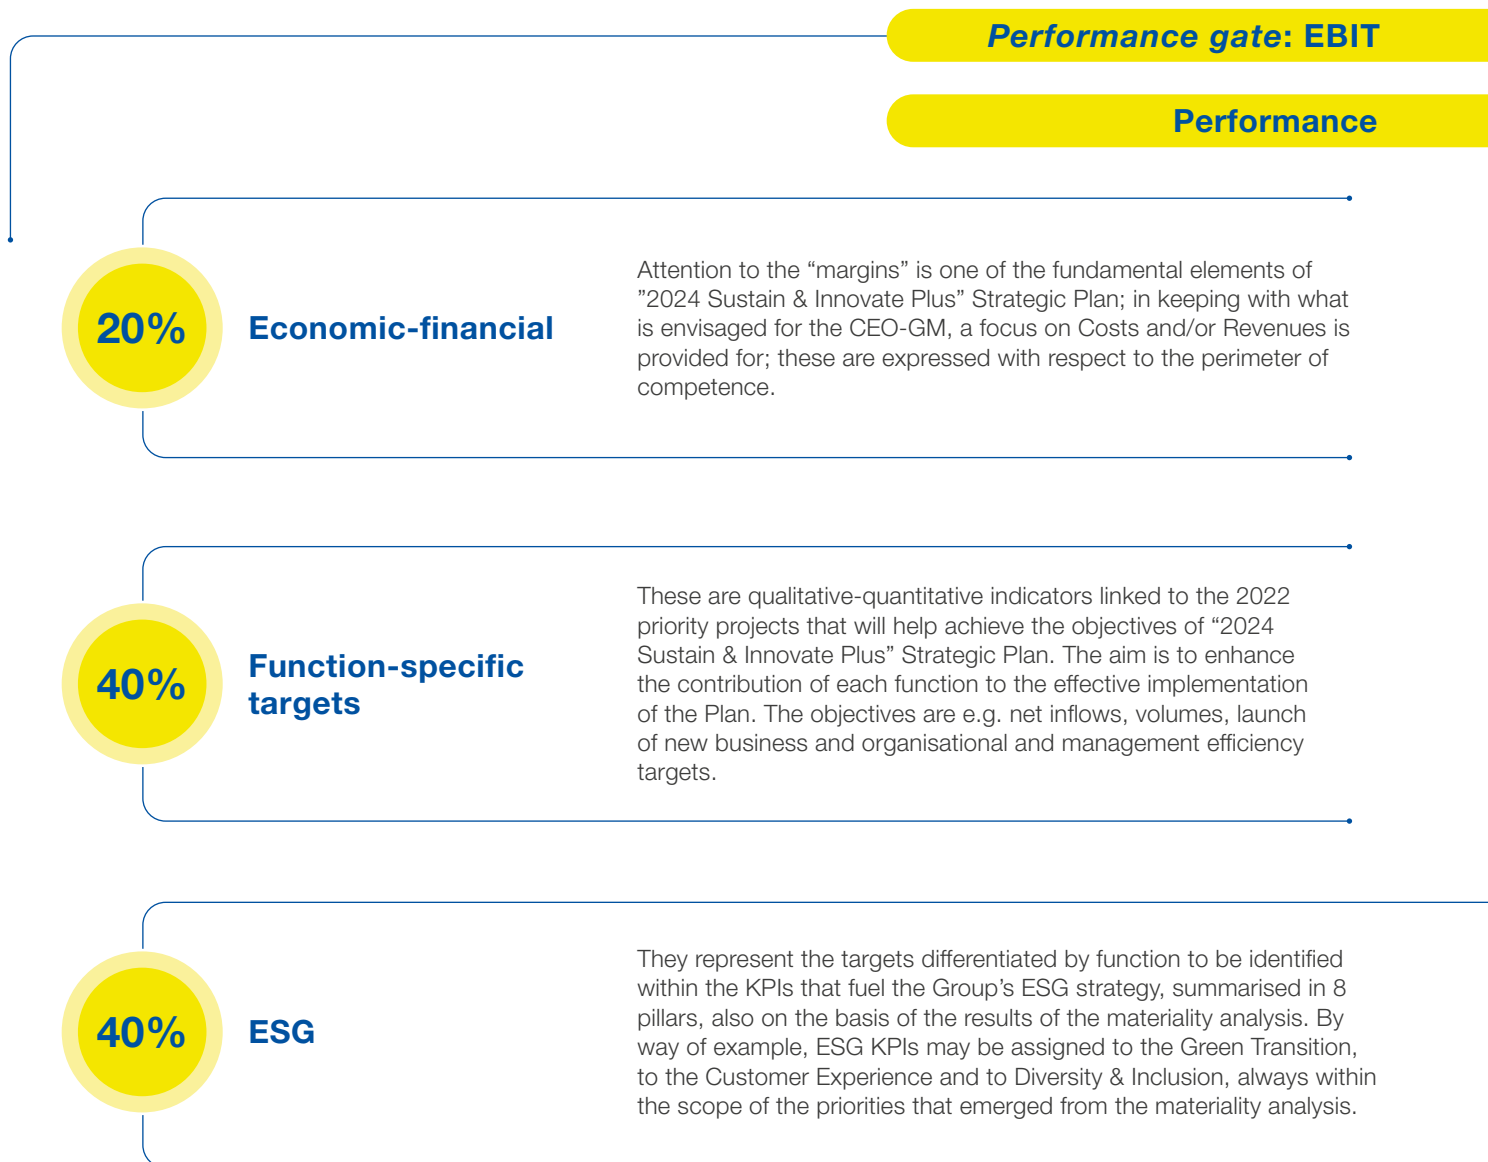 Performance gate: EBIT
Performance
20%
Economic-financial
Attention to the “margins” is one of the fundamental elements of
”2024 Sustain & Innovate Plus” Strategic Plan; in keeping with what
is envisaged for the CEO-GM, a focus on Costs and/or Revenues is
provided for; these are expressed with respect to the perimeter of
competence.
40%
Function-specific
targets
These are qualitative-quantitative indicators linked to the 2022
priority projects that will help achieve the objectives of “2024
Sustain & Innovate Plus” Strategic Plan. The aim is to enhance
the contribution of each function to the effective implementation
of the Plan. The objectives are e.g. net inflows, volumes, launch
of new business and organisational and management efficiency
targets.
40%
ESG
They represent the targets differentiated by function to be identified
within the KPIs that fuel the Group’s ESG strategy, summarised in 8
pillars, also on the basis of the results of the materiality analysis. By
way of example, ESG KPIs may be assigned to the Green Transition,
to the Customer Experience and to Diversity & Inclusion, always within
the scope of the priorities that emerged from the materiality analysis.